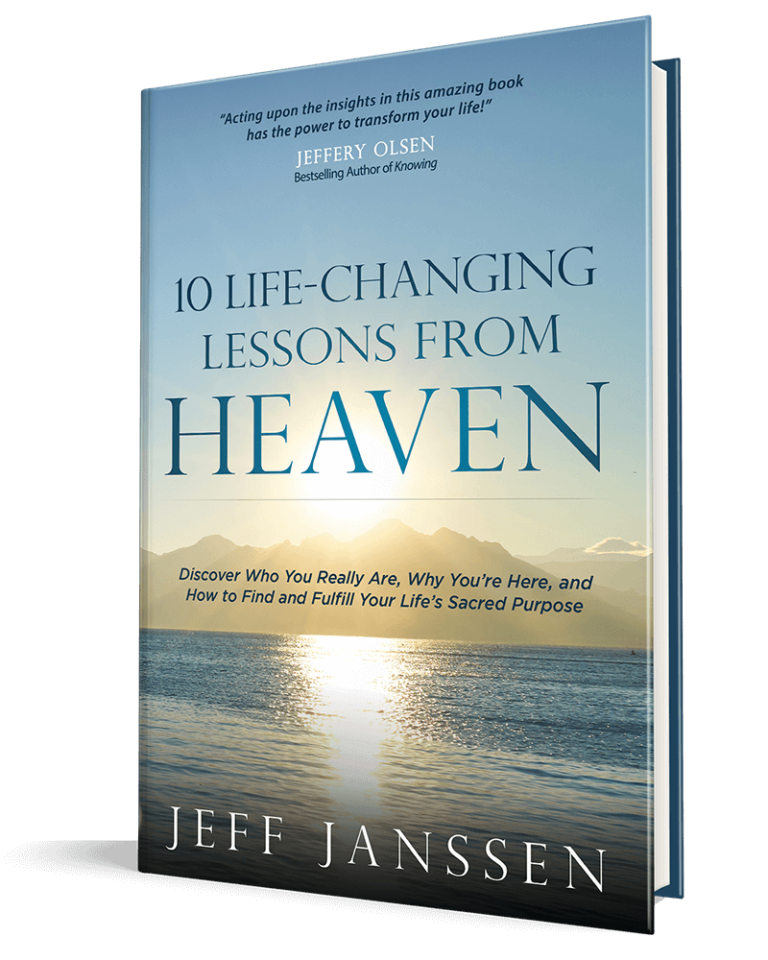 “Acting upon the insights in this amazing book
has the power to transform your life!”
JEFFERY OLSEN
Bestselling Author of Knowing
10 LIFE-CHANGING
LESSONS FROM
HEAVEN
Discover Who You Really Are, Why You’re Here, and
How to Find and Fulfill Your Life’s Sacred Purpose
JEFF JANSSEN